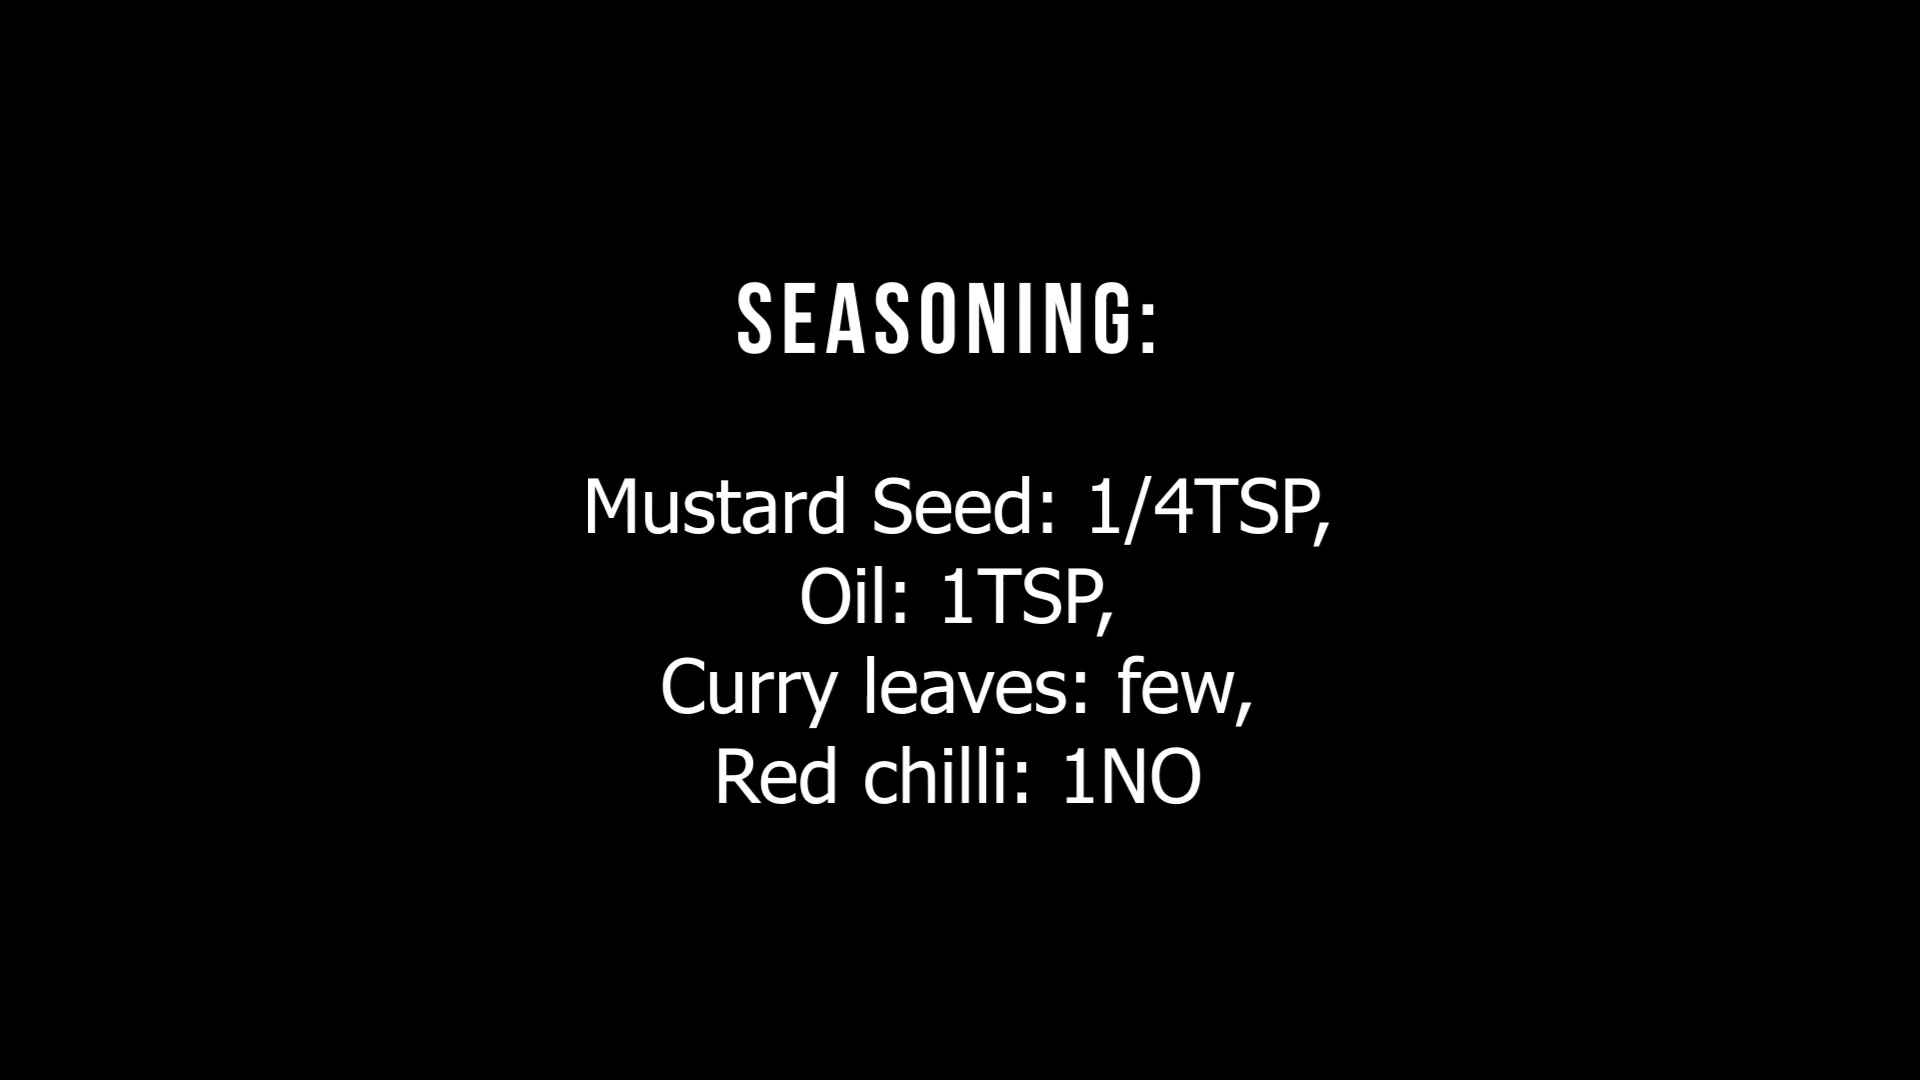 SEASONING:
Mustard Seed: 1/4TSP,
Oil: 1TSP,
Curry leaves: few,
Red chilli: 1NO